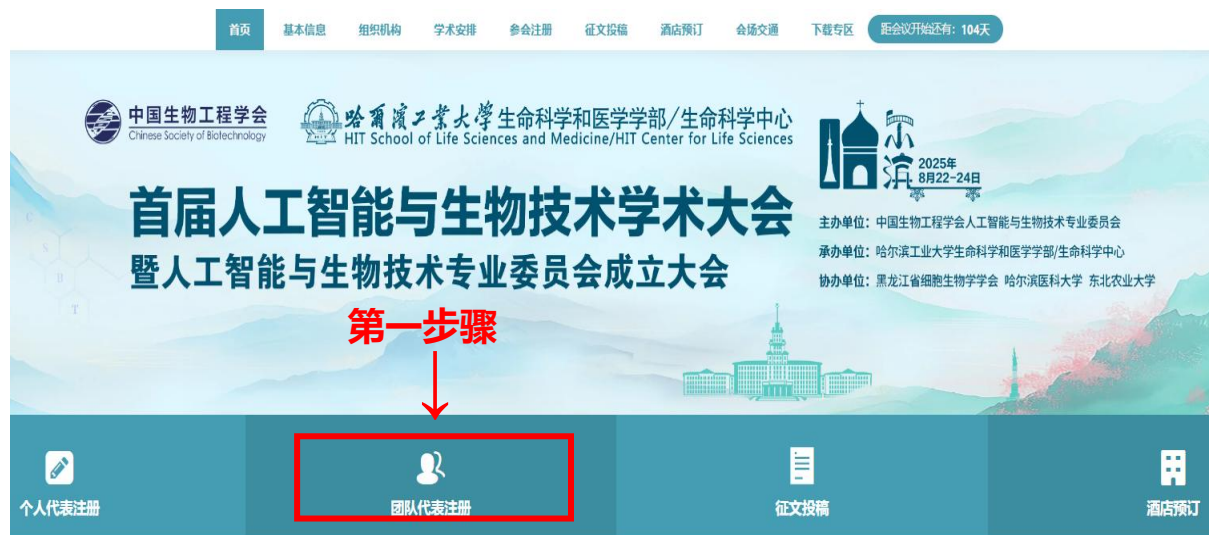 首页 基本信息 组织机构 学术安排 参会注册 征文投稿 酒店预订 会场交通 下载专区 距会议开始还有：104天
中国生物工程学会
Chinese Society of Biotechnology
哈尔滨工业大学 生命科学和医学学部/生命科学中心
HIT School of Life Sciences and Medicine/HIT Center for Life Sciences
哈尔滨
2025年
8月22-24日
首届人工智能与生物技术学术大会
暨人工智能与生物技术专业委员会成立大会
主办单位：中国生物工程学会人工智能与生物技术专业委员会
承办单位：哈尔滨工业大学生命科学和医学学部/生命科学中心
协办单位：黑龙江省细胞生物学学会 哈尔滨医科大学 东北农业大学
第一步骤
个人代表注册
团队代表注册
征文投稿
酒店预订